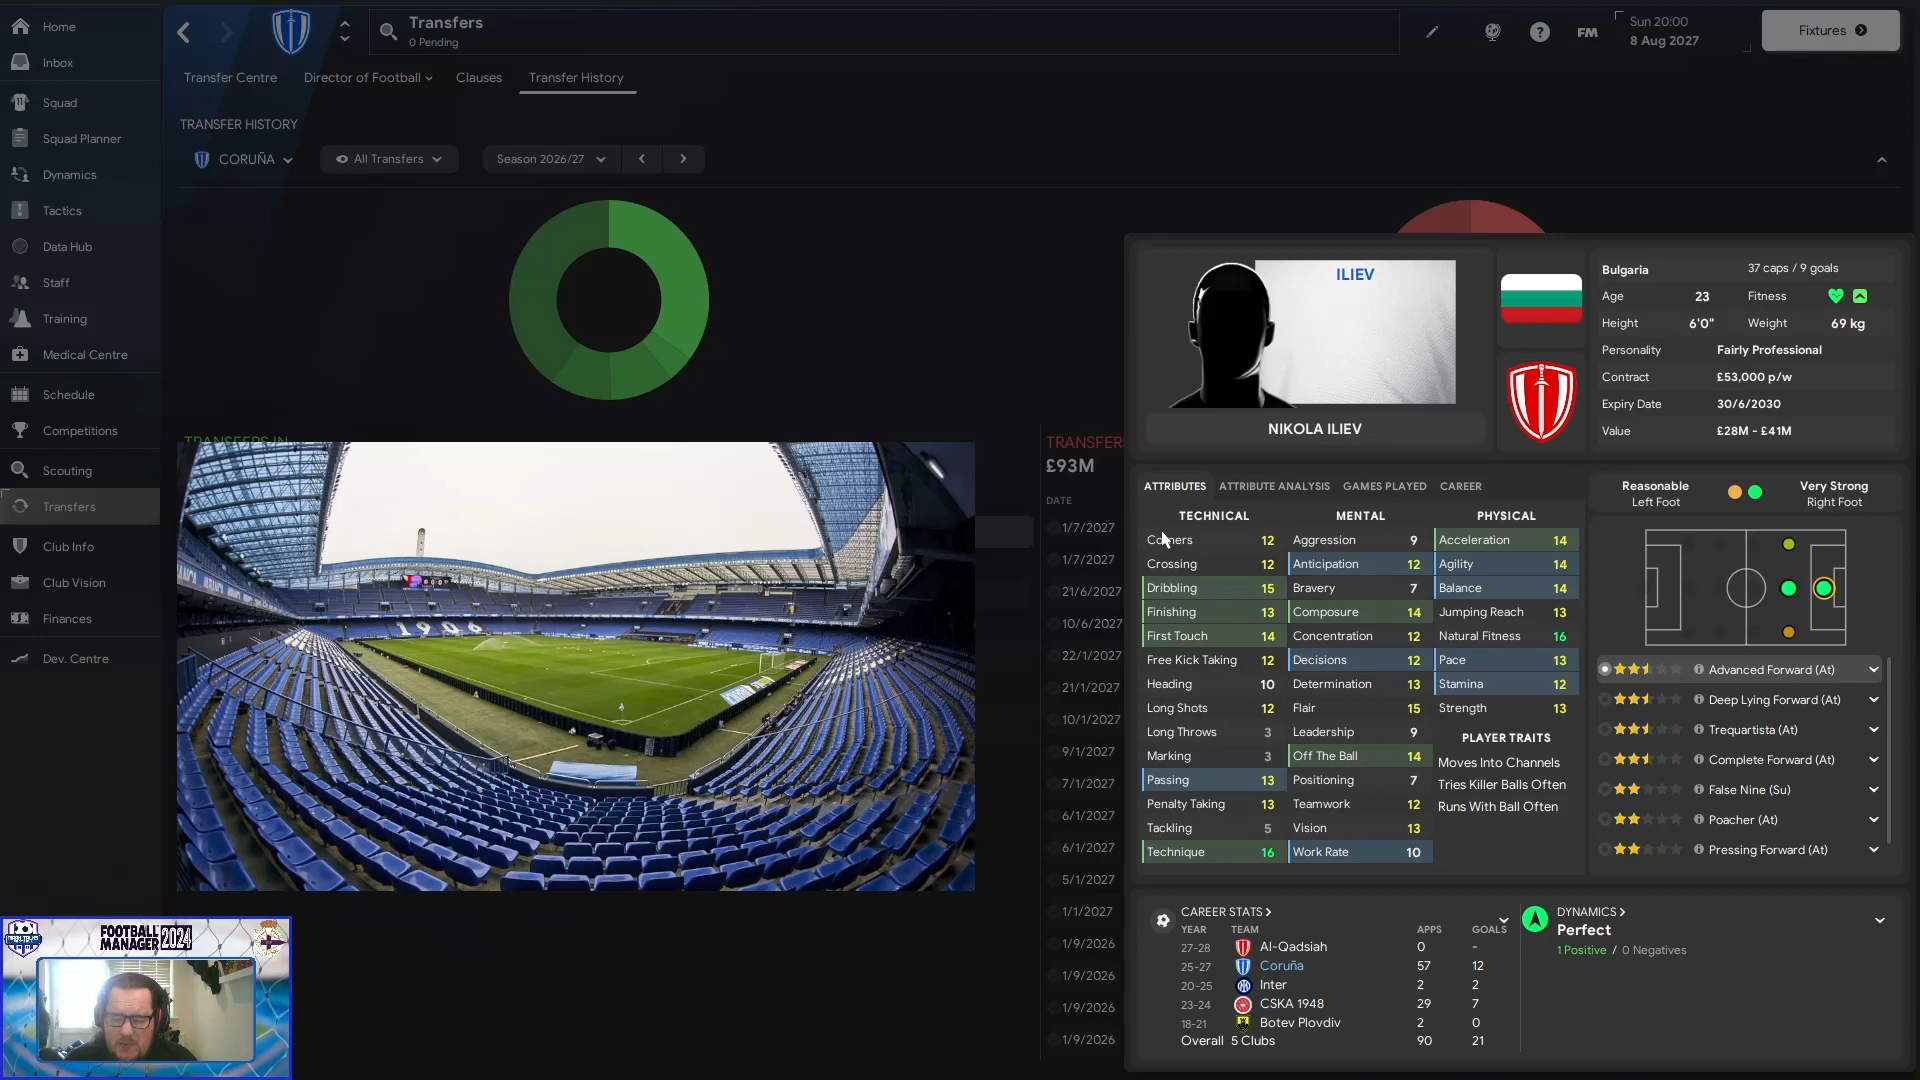 Home
Inbox
Squad
Squad Planner
Dynamics
Tactics
Data Hub
Staff
Training
Medical Centre
Schedule
Competitions
Scouting
Transfers
Club Info
Club Vision
Finances
Dev. Centre
Transfers
0 Pending
FM
Sun 20:00
8 Aug 2027
Fixtures
Transfer Centre
Director of Football
Clauses
Transfer History
TRANSFER HISTORY
CORUÑA
All Transfers
Season 2026/27
TRANSFERS IN
TRANSFERS
£93M
DATE
1/7/2027
1/7/2027
21/6/2027
10/6/2027
22/1/2027
21/1/2027
10/1/2027
9/1/2027
7/1/2027
6/1/2027
6/1/2027
5/1/2027
1/1/2027
1/9/2026
1/9/2026
1/9/2026
1/9/2026
1906
ILIEV
NIKOLA ILIEV
Bulgaria 37 caps / 9 goals
Age 23 Fitness
Height 6'0" Weight 69 kg
Personality Fairly Professional
Contract £53,000 p/w
Expiry Date 30/6/2030
Value £28M - £41M
ATTRIBUTES ATTRIBUTE ANALYSIS GAMES PLAYED CAREER
TECHNICAL
Corners 12
Crossing 12
Dribbling 15
Finishing 13
First Touch 14
Free Kick Taking 12
Heading 10
Long Shots 12
Long Throws 3
Marking 3
Passing 13
Penalty Taking 13
Tackling 5
Technique 16
MENTAL
Aggression 9
Anticipation 12
Bravery 7
Composure 14
Concentration 12
Decisions 12
Determination 13
Flair 15
Leadership 9
Off The Ball 14
Positioning 7
Teamwork 12
Vision 13
Work Rate 10
PHYSICAL
Acceleration 14
Agility 14
Balance 14
Jumping Reach 13
Natural Fitness 16
Pace 13
Stamina 12
Strength 13
PLAYER TRAITS
Moves Into Channels
Tries Killer Balls Often
Runs With Ball Often
Reasonable
Left Foot
Very Strong
Right Foot
Advanced Forward (At)
Deep Lying Forward (At)
Trequartista (At)
Complete Forward (At)
False Nine (Su)
Poacher (At)
Pressing Forward (At)
CAREER STATS
YEAR TEAM APPS GOALS
27-28 Al-Qadsiah 0 -
25-27 Coruña 57 12
20-25 Inter 2 2
23-24 CSKA 1948 29 7
18-21 Botev Plovdiv 2 0
Overall 5 Clubs 90 21
DYNAMICS
Perfect
1 Positive / 0 Negatives
FOOTBALL
MANAGER 2024